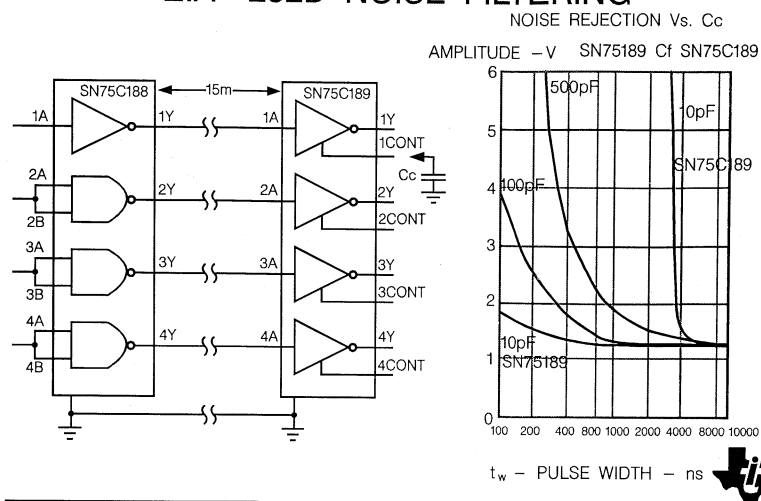 NOISE FILTERING
NOISE REJECTION Vs. Cc
AMPLITUDE – V SN75189 Cf SN75C189
SN75C188
15m
SN75C189
1A
1Y
1A
1Y
1CONT
Cc
2A
2B
2Y
2A
2Y
2CONT
3A
3B
3Y
3A
3Y
3CONT
4A
4B
4Y
4A
4Y
4CONT
6
5
4
3
2
1
0
500pF
10pF
SN75C189
100pF
10pF
SN75189
100 200 400 800 1000 2000 4000 8000 10000
tw – PULSE WIDTH – ns